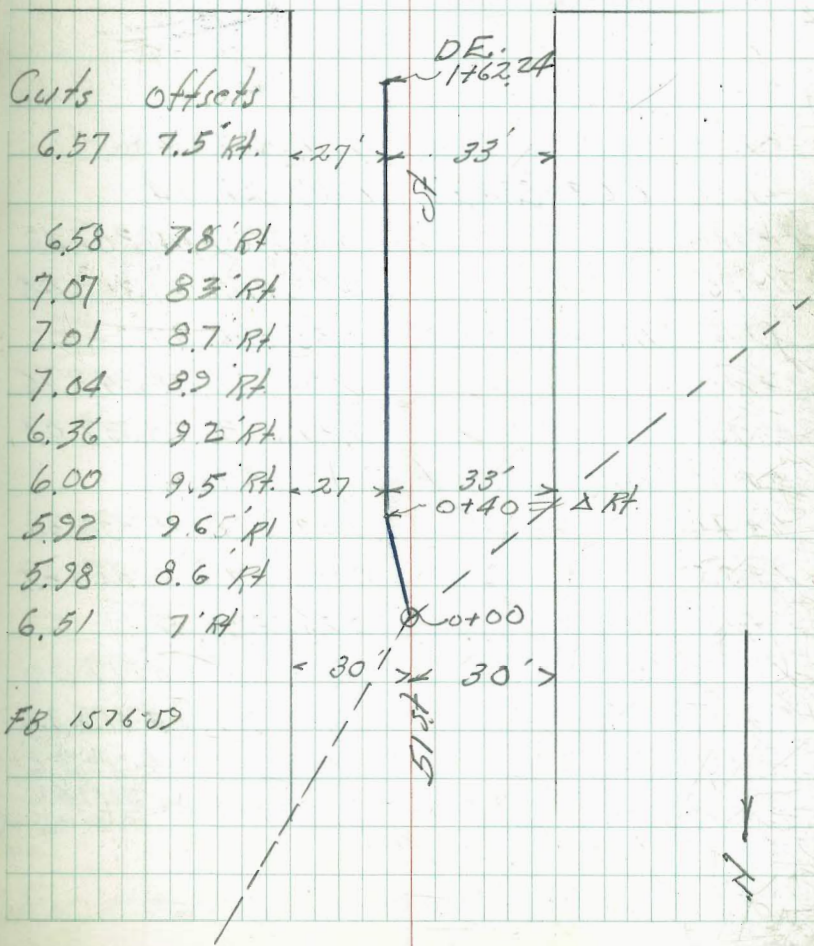 D.E.
1+62.24
Cuts offsets
6.57 7.5' Rt. 27' 33'
St
6.58 7.8' Rt
7.07 8.3' Rt
7.01 8.7' Rt
7.04 8.9' Rt
6.36 9.2' Rt
6.00 9.5' Rt. 27 33'
0+40 = Δ Rt.
5.92 9.6' Rt
5.98 8.6' Rt
6.51 7' Rt 0+00
30' 30'
51st
FB 1576-59
N